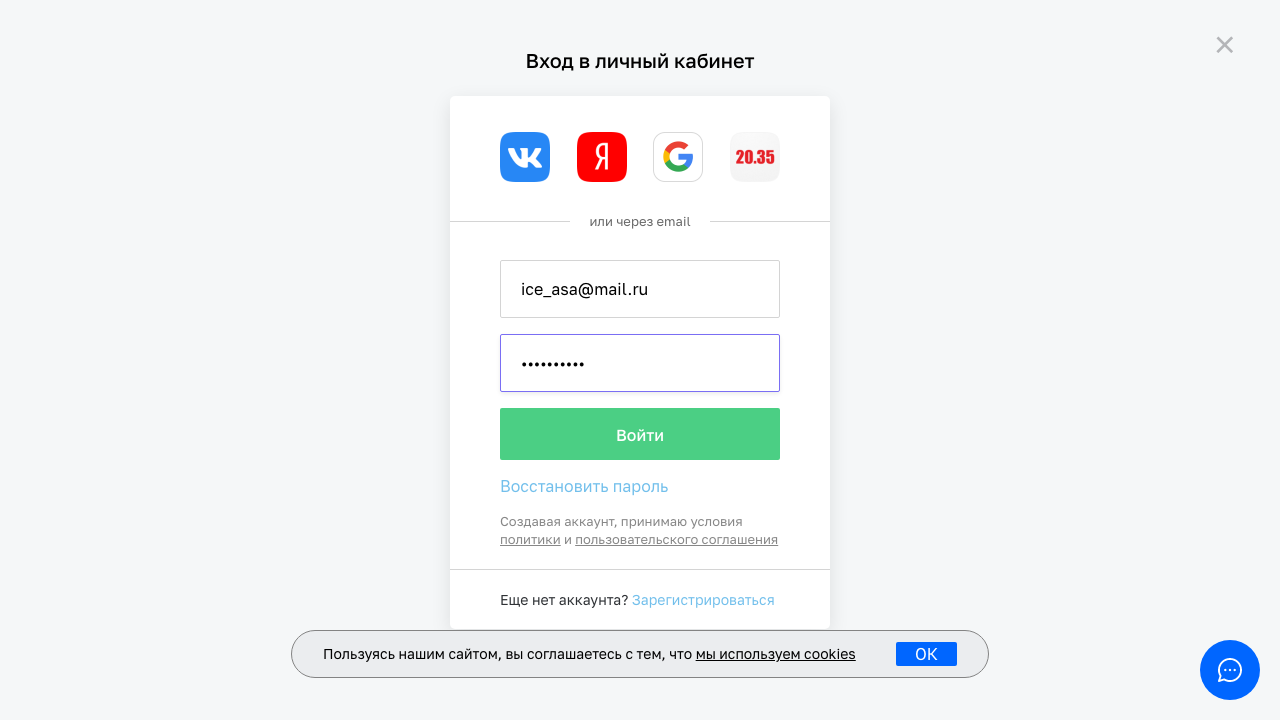 Вход в личный кабинет
20.35
или через email
ice_asa@mail.ru
••••••••••
Войти
Восстановить пароль
Создавая аккаунт, принимаю условия
политики и пользовательского соглашения
Еще нет аккаунта? Зарегистрироваться
Пользуясь нашим сайтом, вы соглашаетесь с тем, что мы используем cookies
ОК